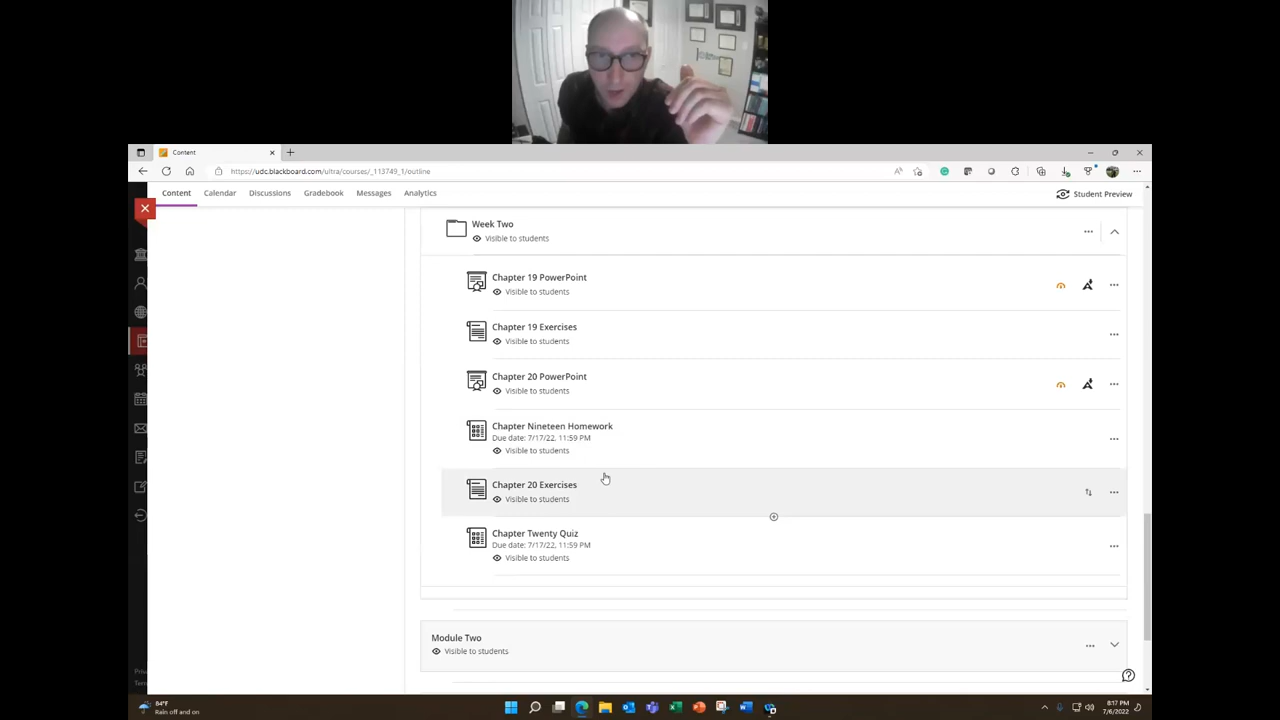 Content
https://udc.blackboard.com/ultra/courses/_113749_1/outline
Content
Calendar
Discussions
Gradebook
Messages
Analytics
Student Preview
Week Two
Visible to students
Chapter 19 PowerPoint
Visible to students
Chapter 19 Exercises
Visible to students
Chapter 20 PowerPoint
Visible to students
Chapter Nineteen Homework
Due date: 7/17/22, 11:59 PM
Visible to students
Chapter 20 Exercises
Visible to students
Chapter Twenty Quiz
Due date: 7/17/22, 11:59 PM
Visible to students
Module Two
Visible to students
Priv
Tern
84°F
Rain off and on
8:17 PM
7/6/2022